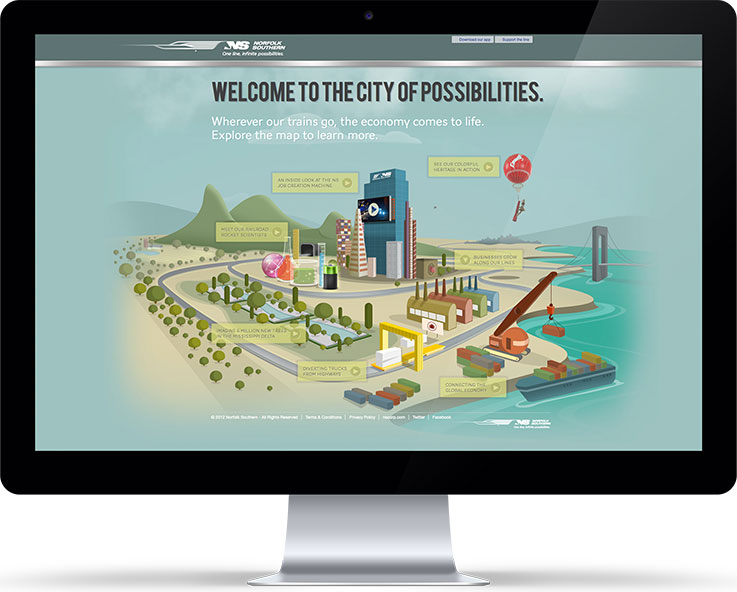 NS NORFOLK
SOUTHERN
One line, infinite possibilities.
Download our app
Support the line
WELCOME TO THE CITY OF POSSIBILITIES.
Wherever our trains go, the economy comes to life.
Explore the map to learn more.
AN INSIDE LOOK AT THE NS
JOB CREATION MACHINE
SEE OUR COLORFUL
HERITAGE IN ACTION
NS
MEET OUR RAILROAD
ROCKET SCIENTISTS
BUSINESSES GROW
ALONG OUR LINES
IMAGINE 6 MILLION NEW TREES
IN THE MISSISSIPPI DELTA
DIVERTING TRUCKS
FROM HIGHWAYS
CONNECTING THE
GLOBAL ECONOMY
© 2012 Norfolk Southern - All Rights Reserved | Terms & Conditions | Privacy Policy | nscorp.com | Twitter | Facebook
NS NORFOLK
SOUTHERN
One line, infinite possibilities.